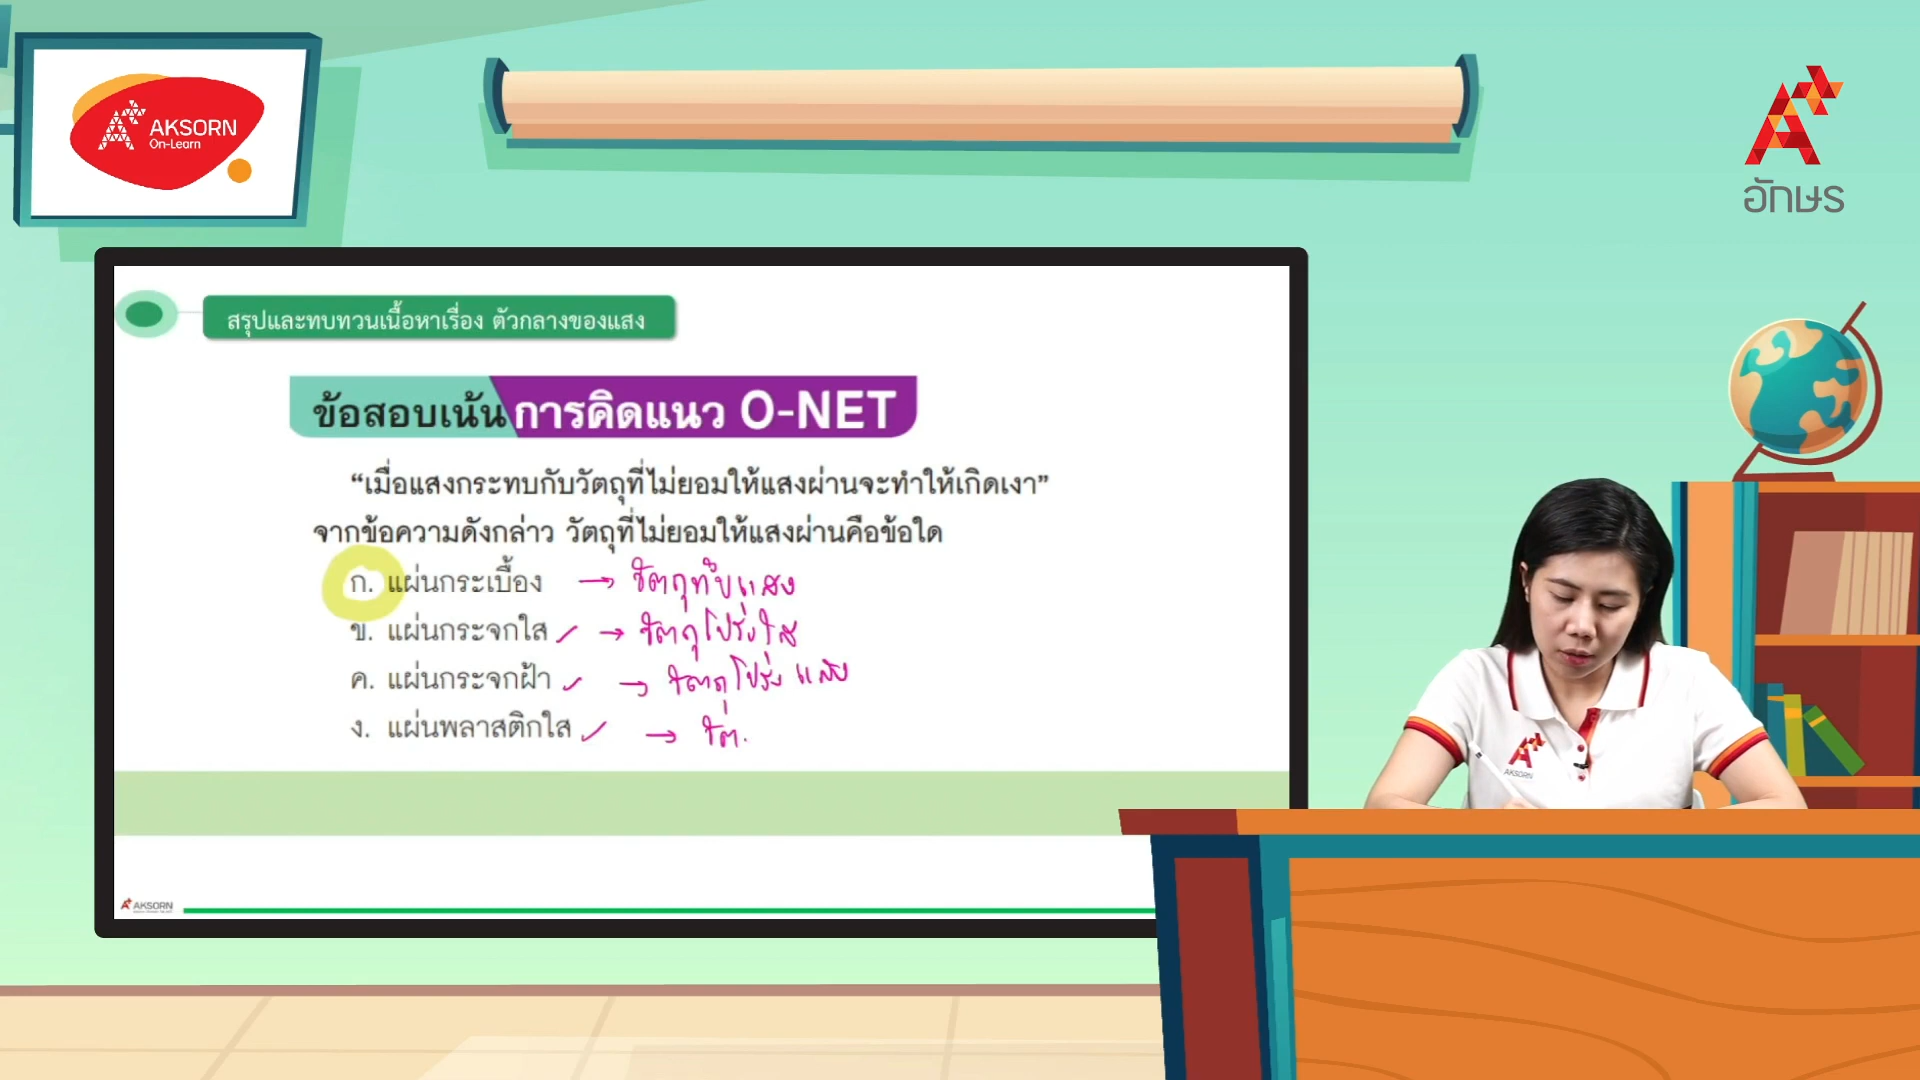 AKSORN
On-Learn
อักษร
สรุปและทบทวนเนื้อหาเรื่อง ตัวกลางของแสง
ข้อสอบเน้นการคิดแนว O-NET
“เมื่อแสงกระทบกับวัตถุที่ไม่ยอมให้แสงผ่านจะทำให้เกิดเงา”
จากข้อความดังกล่าว วัตถุที่ไม่ยอมให้แสงผ่านคือข้อใด
ก. แผ่นกระเบื้อง → วัตถุทึบแสง
ข. แผ่นกระจกใส ✓ → วัตถุโปร่งใส
ค. แผ่นกระจกฝ้า ✓ → วัตถุโปร่งแสง
ง. แผ่นพลาสติกใส ✓ → วัต
AKSORN
AKSORN